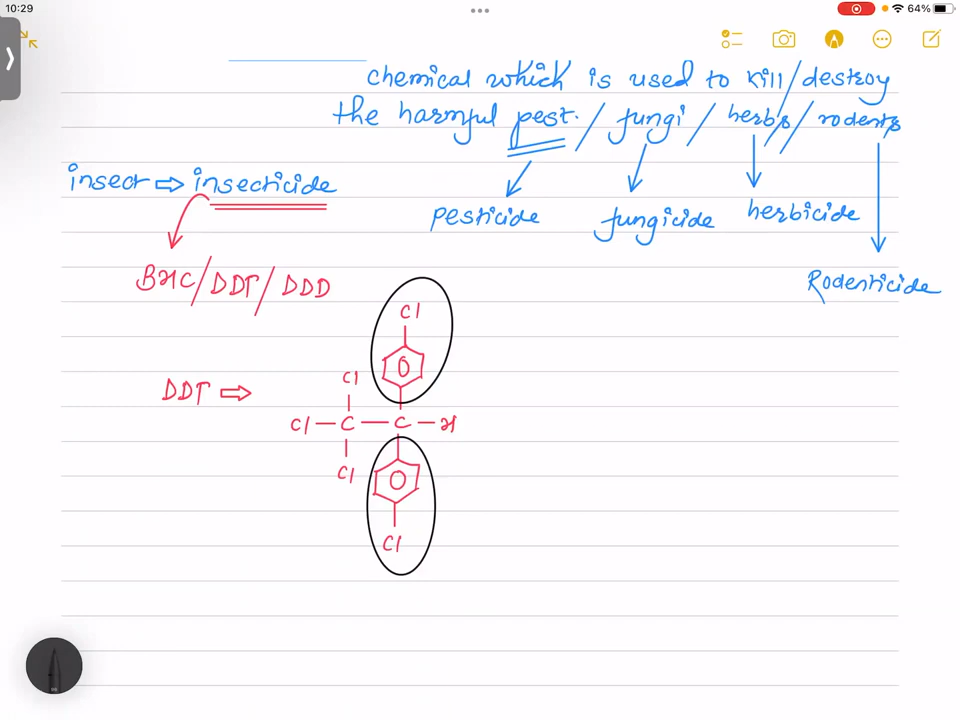 10:29
64%
chemical which is used to kill/destroy
the harmful pest. / fungi / herbs / rodents
insect ⇒ insecticide
pesticide fungicide herbicide
BHC/DDT/DDD
Rodenticide
Cl
Cl
DDT ⇒
Cl - C - C - H
Cl
Cl